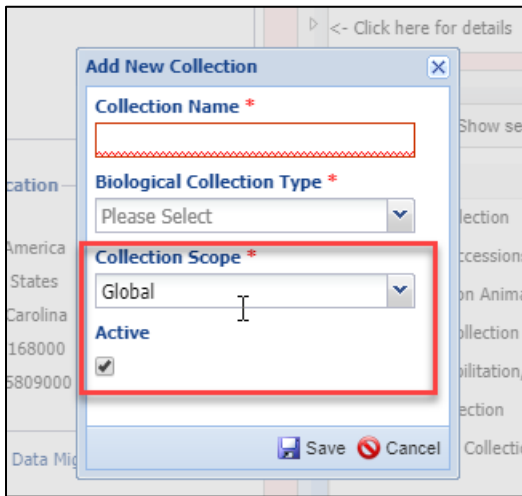 <- Click here for details
Add New Collection
Collection Name *
Show se
Biological Collection Type *
Please Select
cation
lection
Collection Scope *
America
ccessions
Global
States
on Anima
Carolina
ollection
Active
168000
bilitation,
5809000
ection
Save Cancel
Data Mig
Collectio